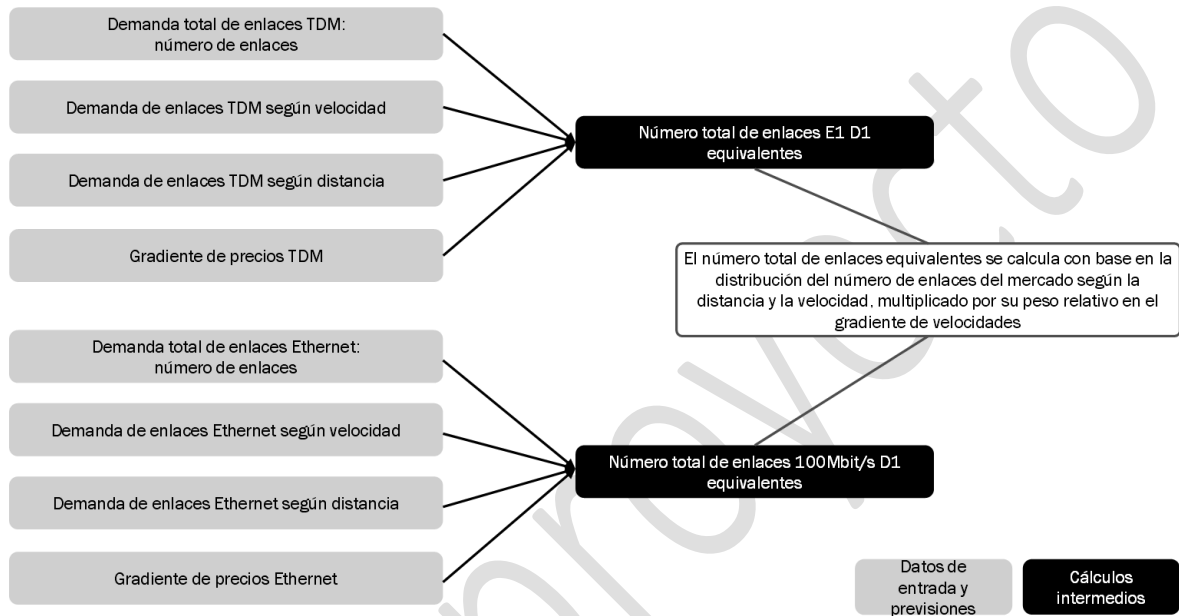 Demanda total de enlaces TDM:
número de enlaces
Demanda de enlaces TDM según velocidad
Demanda de enlaces TDM según distancia
Gradiente de precios TDM
Número total de enlaces E1 D1
equivalentes
El número total de enlaces equivalentes se calcula con base en la
distribución del número de enlaces del mercado según la
distancia y la velocidad, multiplicado por su peso relativo en el
gradiente de velocidades
Demanda total de enlaces Ethernet:
número de enlaces
Demanda de enlaces Ethernet según velocidad
Demanda de enlaces Ethernet según distancia
Gradiente de precios Ethernet
Número total de enlaces 100Mbit/s D1
equivalentes
Datos de
entrada y
previsiones
Cálculos
intermedios
proyecto